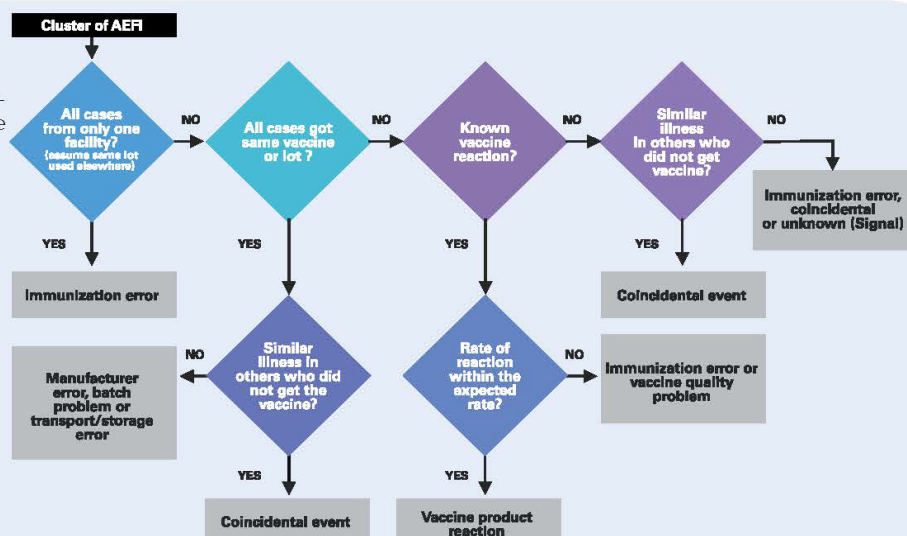 Cluster of AEFI
All cases
from only one
facility?
(assume same lot
used elsewhere)
NO
All cases got
same vaccine
or lot ?
NO
Known
vaccine
reaction?
NO
Similar
illness
in others who
did not get
vaccine?
NO
Immunization error,
coincidental
or unknown (Signal)
YES
YES
YES
YES
Immunization error
Coincidental event
Similar
illness in
others who did
not get the
vaccine?
NO
Manufacturer
error, batch
problem or
transport/storage
error
Rate of
reaction
within the
expected
rate?
NO
Immunization error or
vaccine quality
problem
YES
YES
Coincidental event
Vaccine product
reaction